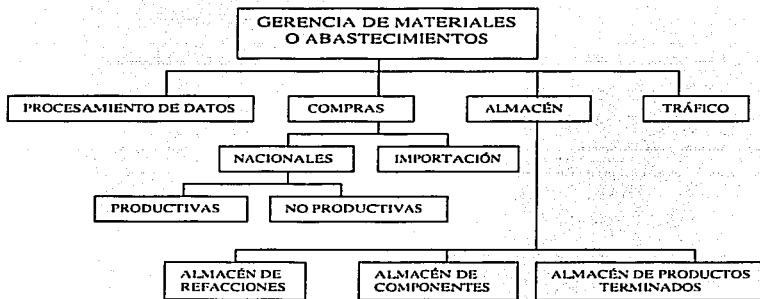 GERENCIA DE MATERIALES
O ABASTECIMIENTOS
PROCESAMIENTO DE DATOS
COMPRAS
ALMACÉN
TRÁFICO
NACIONALES
IMPORTACIÓN
PRODUCTIVAS
NO PRODUCTIVAS
ALMACÉN DE
REFACCIONES
ALMACÉN DE
COMPONENTES
ALMACÉN DE PRODUCTOS
TERMINADOS